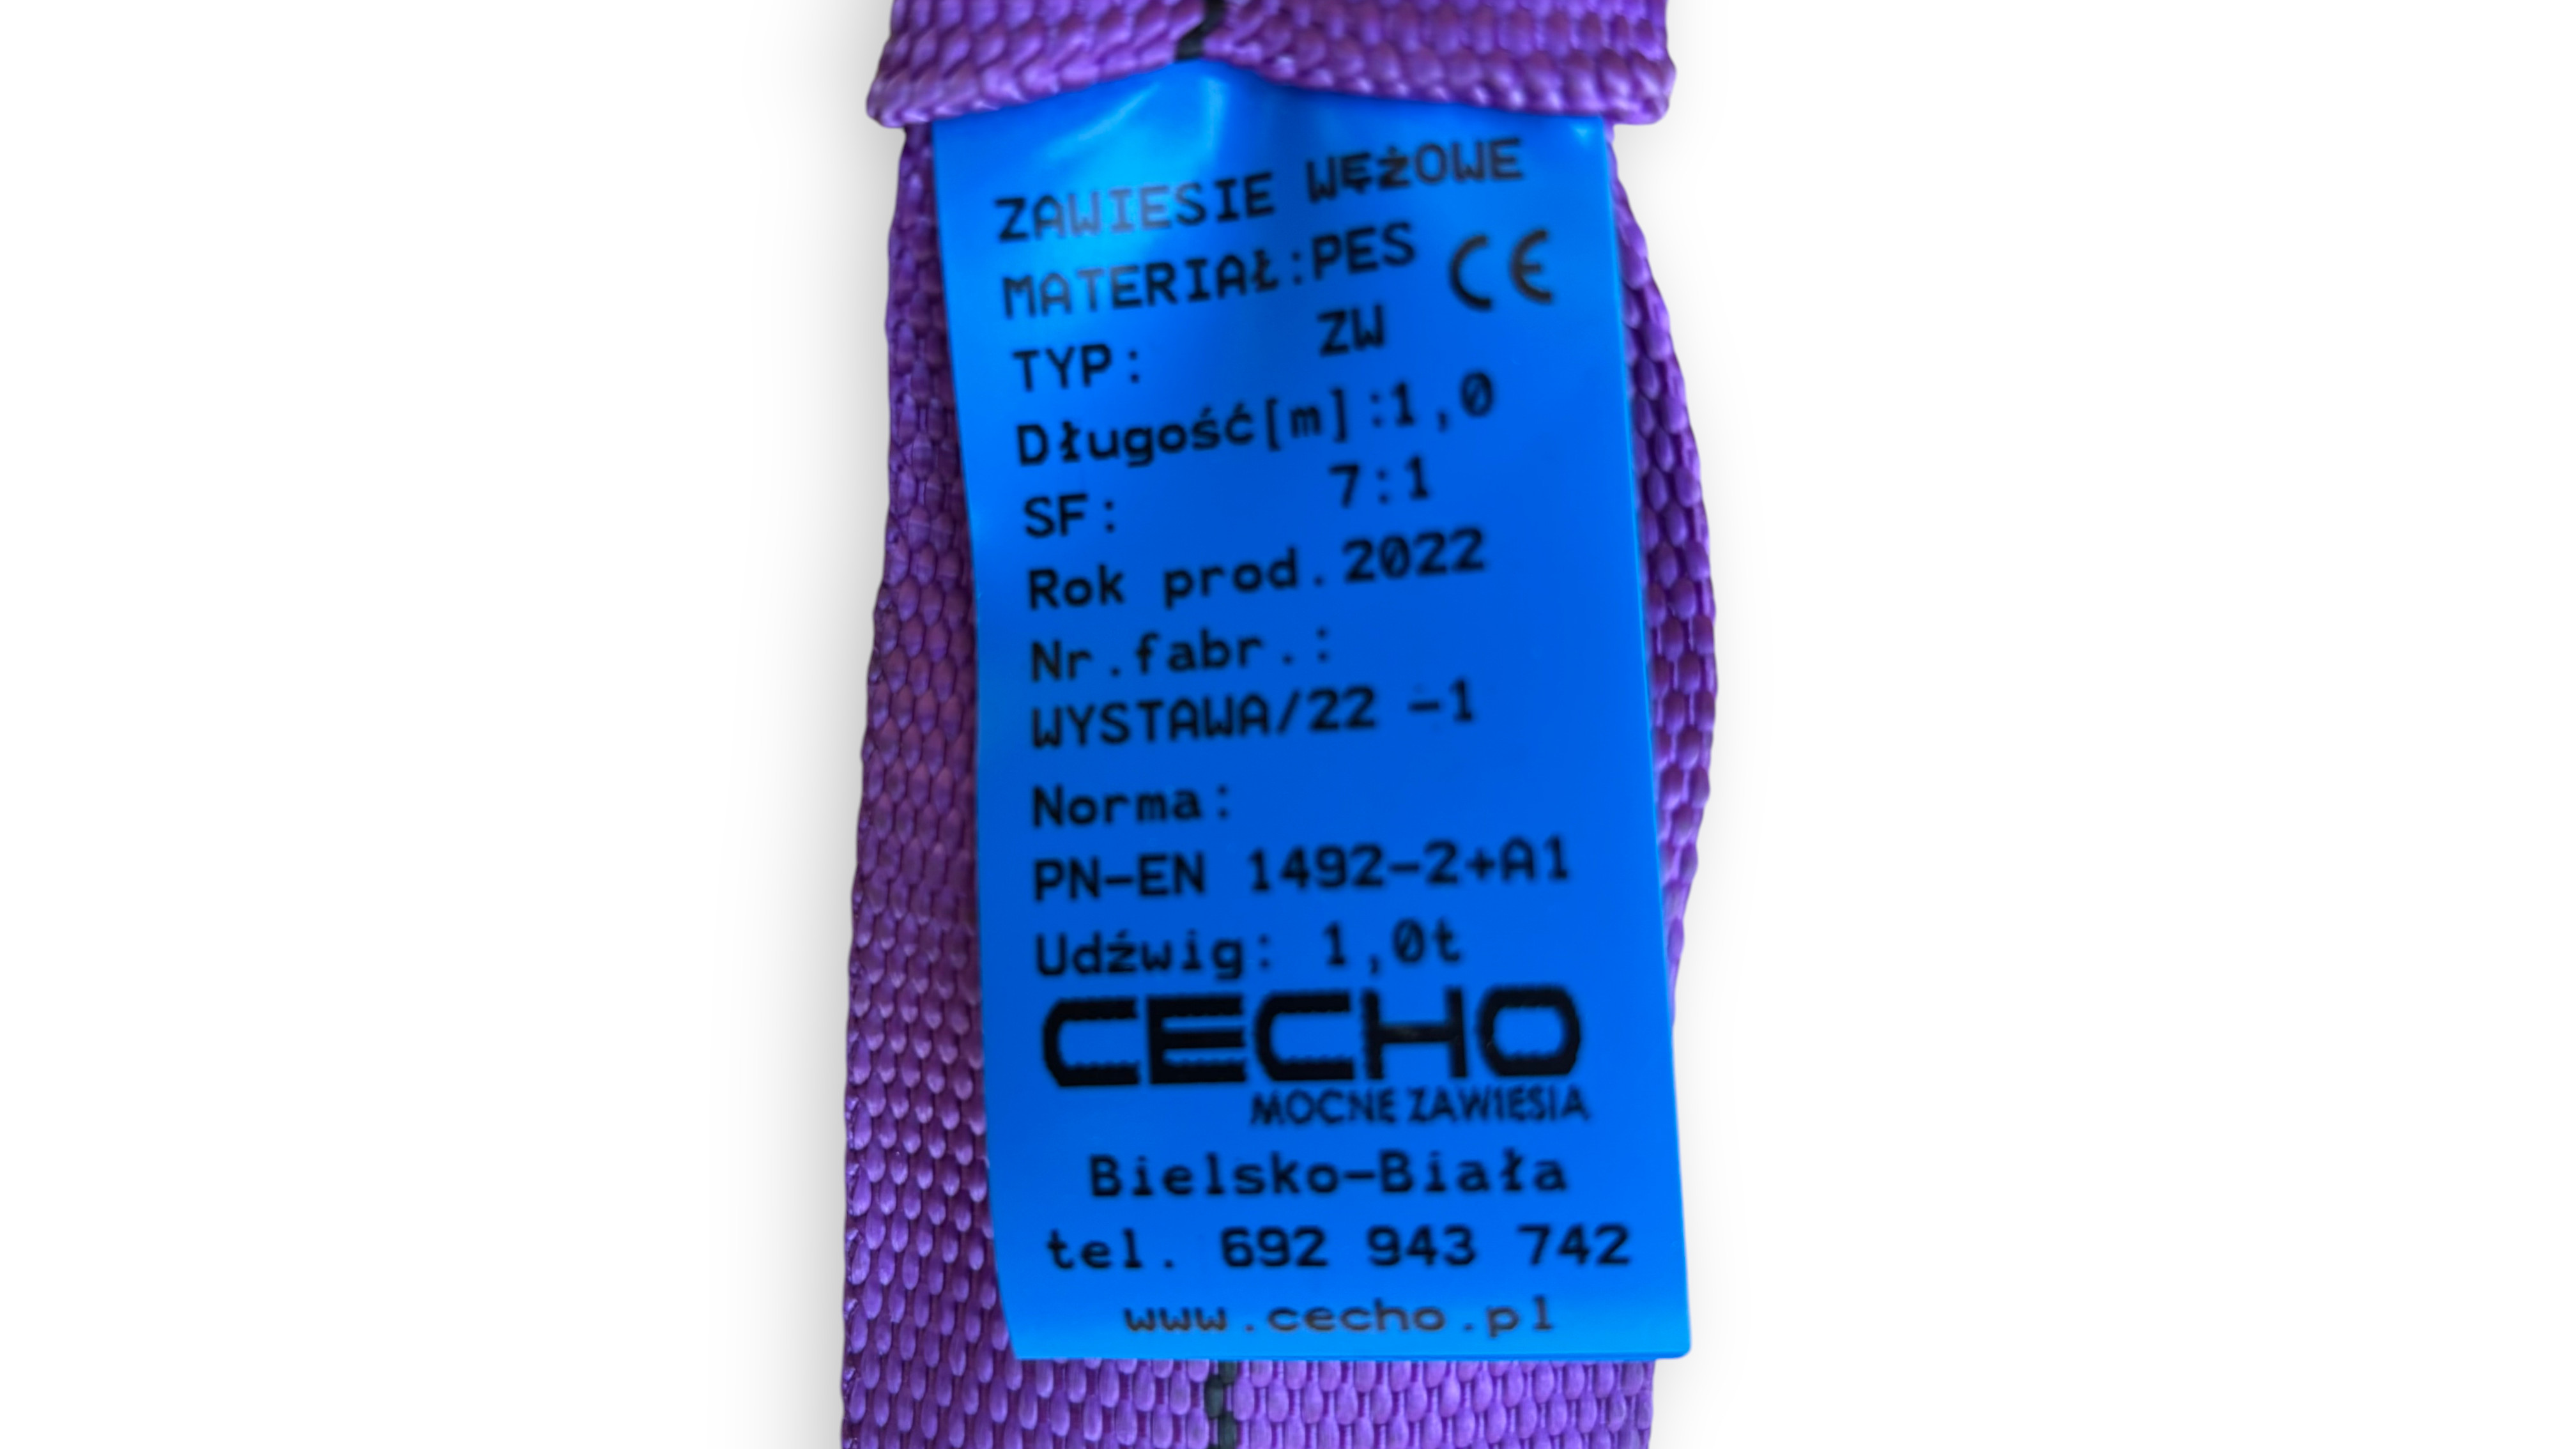 ZAWIESIE WĘŻOWE
MATERIAŁ:PES CE
TYP: ZW
Długość[m]:1,0
SF: 7:1
Rok prod.2022
Nr.fabr.:
WYSTAWA/22 -1
Norma:
PN-EN 1492-2+A1
Udźwig: 1,0t
CECHO
MOCNE ZAWIESIA
Bielsko-Biała
tel. 692 943 742
www.cecho.pl